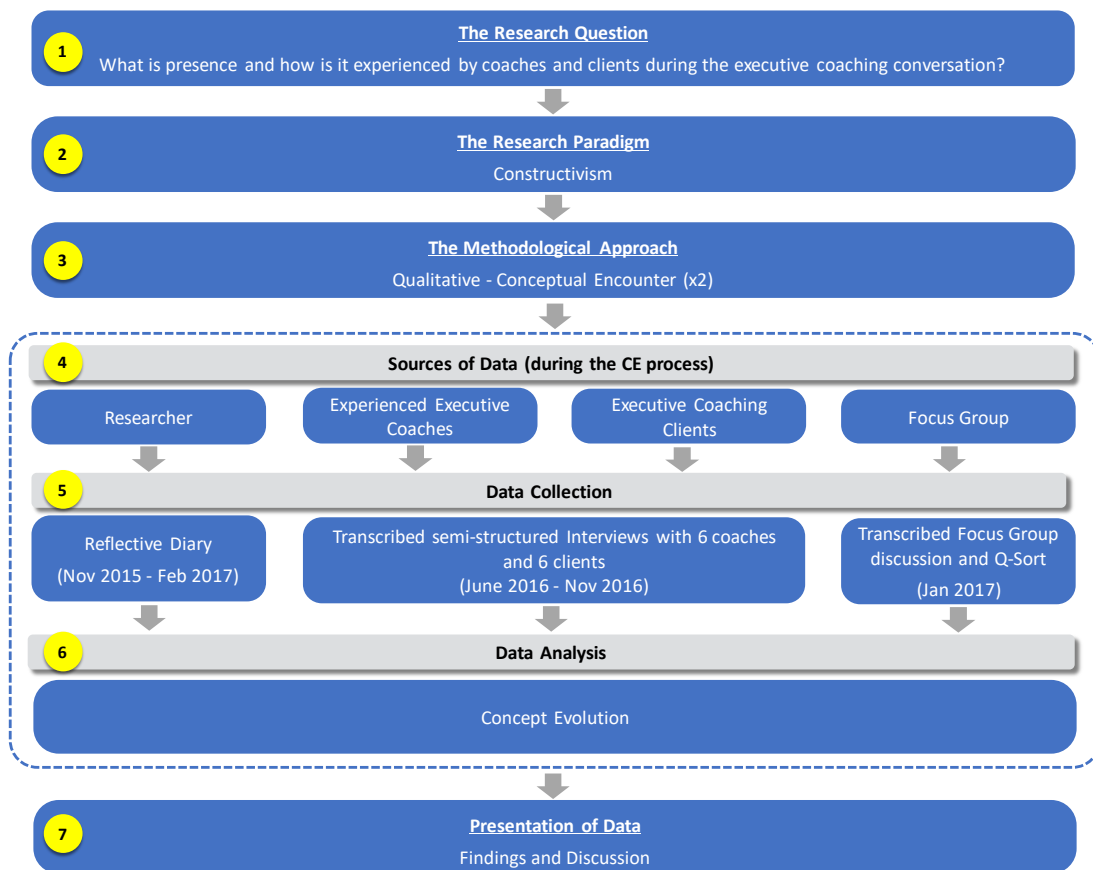 1
The Research Question
What is presence and how is it experienced by coaches and clients during the executive coaching conversation?
2
The Research Paradigm
Constructivism
3
The Methodological Approach
Qualitative - Conceptual Encounter (x2)
4
Sources of Data (during the CE process)
Researcher
Experienced Executive
Coaches
Executive Coaching
Clients
Focus Group
5
Data Collection
Reflective Diary
(Nov 2015 - Feb 2017)
Transcribed semi-structured Interviews with 6 coaches
and 6 clients
(June 2016 - Nov 2016)
Transcribed Focus Group
discussion and Q-Sort
(Jan 2017)
6
Data Analysis
Concept Evolution
7
Presentation of Data
Findings and Discussion